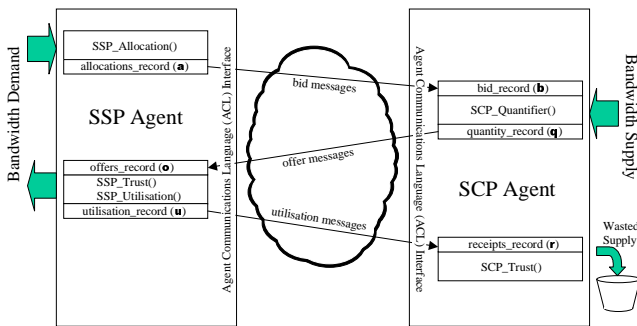 Bandwidth Demand
SSP_Allocation()
allocations_record (a)
SSP Agent
offers_record (o)
SSP_Trust()
SSP_Utilisation()
utilisation_record (u)
Agent Communications Language (ACL) Interface
bid messages
offer messages
utilisation messages
Agent Communications Language (ACL) Interface
bid_record (b)
SCP_Quantifier()
quantity_record (q)
SCP Agent
receipts_record (r)
SCP_Trust()
Bandwidth Supply
Wasted
Supply